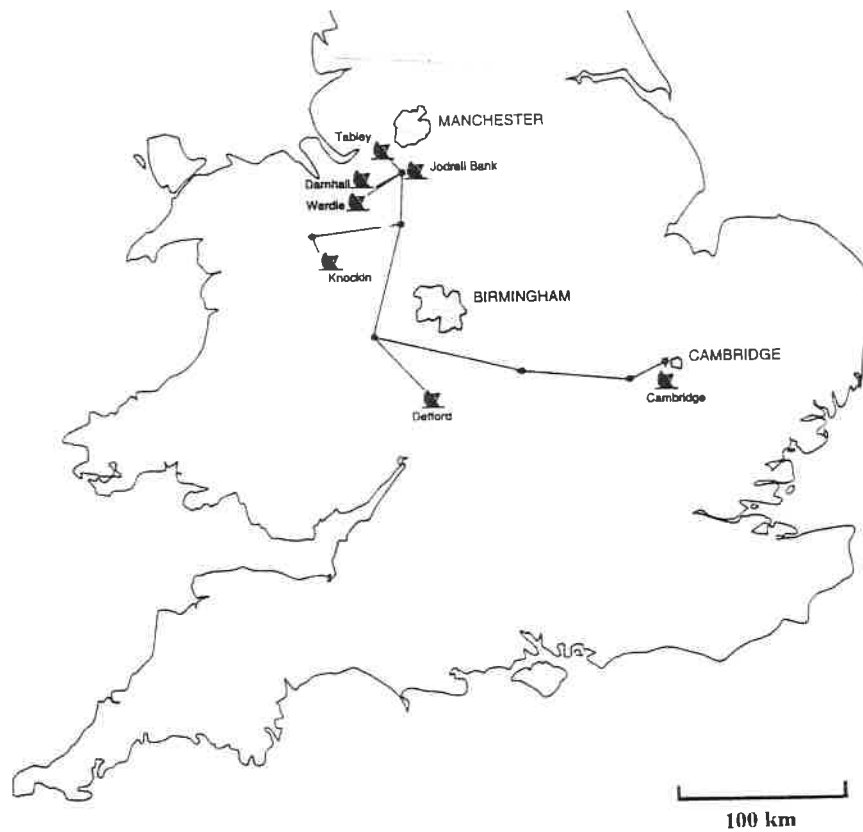 MANCHESTER
Tabley
Jodrell Bank
Darnhall
Wardle
Knockin
BIRMINGHAM
CAMBRIDGE
Cambridge
Defford
100 km